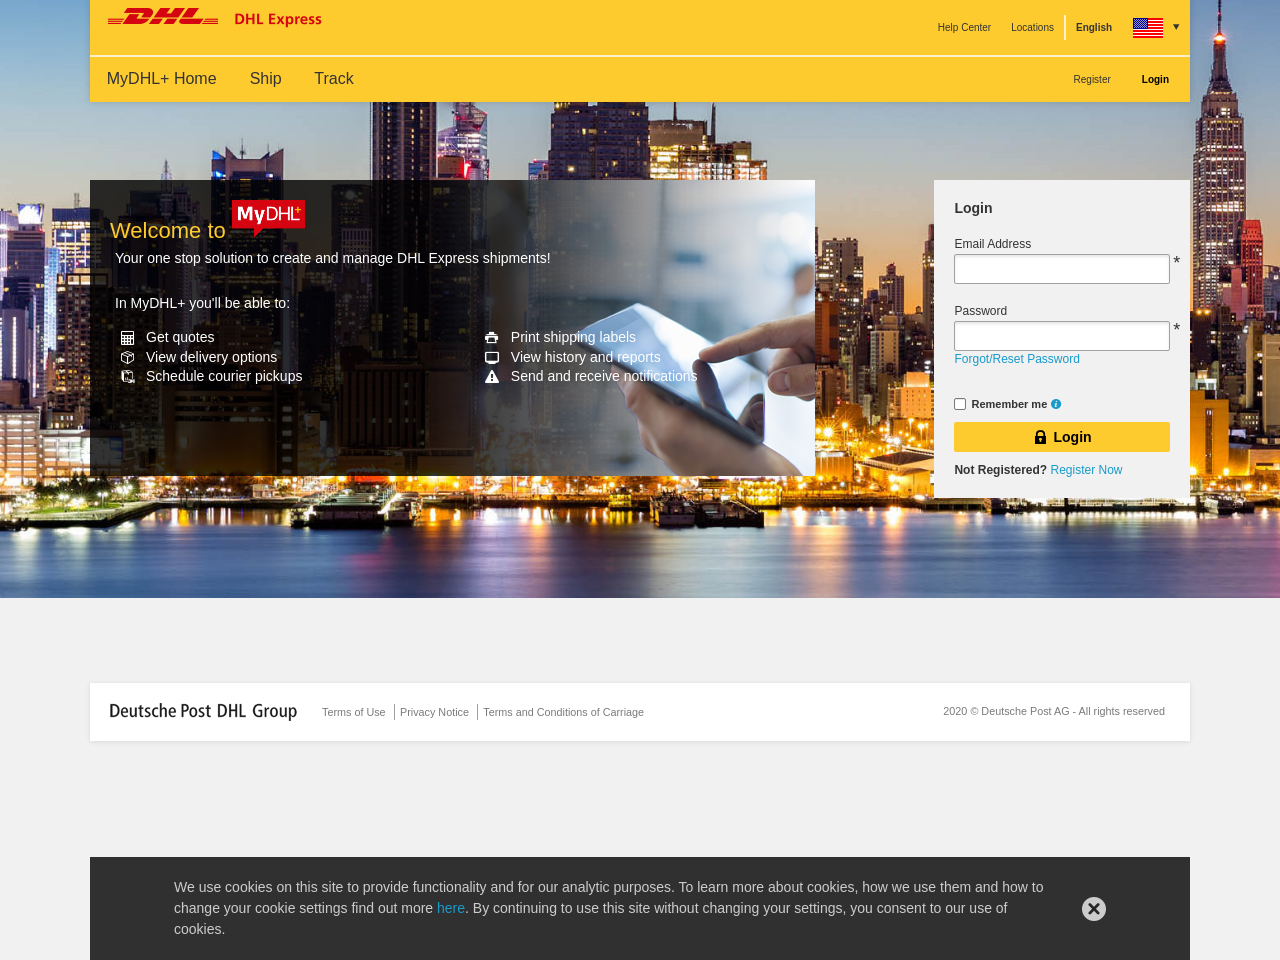 DHL DHL Express
Help Center Locations English
MyDHL+ Home Ship Track Register Login
Welcome to MyDHL+
Your one stop solution to create and manage DHL Express shipments!
In MyDHL+ you'll be able to:
Get quotes
View delivery options
Schedule courier pickups
Print shipping labels
View history and reports
Send and receive notifications
Login
Email Address
*
Password
*
Forgot/Reset Password
Remember me
Login
Not Registered? Register Now
Deutsche Post DHL Group Terms of Use Privacy Notice Terms and Conditions of Carriage 2020 © Deutsche Post AG - All rights reserved
We use cookies on this site to provide functionality and for our analytic purposes. To learn more about cookies, how we use them and how to
change your cookie settings find out more here. By continuing to use this site without changing your settings, you consent to our use of
cookies.